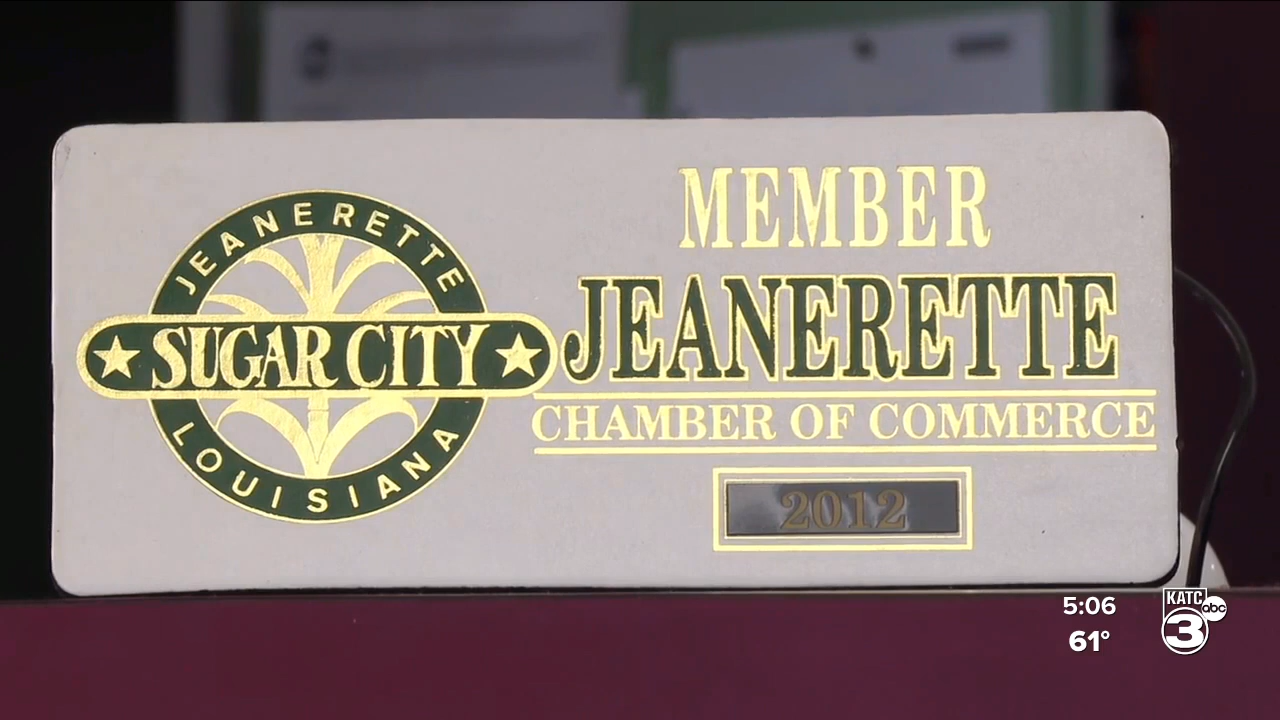 JEANERETTE
SUGAR CITY
LOUISIANA
MEMBER
JEANERETTE
CHAMBER OF COMMERCE
2012
5:06
61°
KATC
abc
3